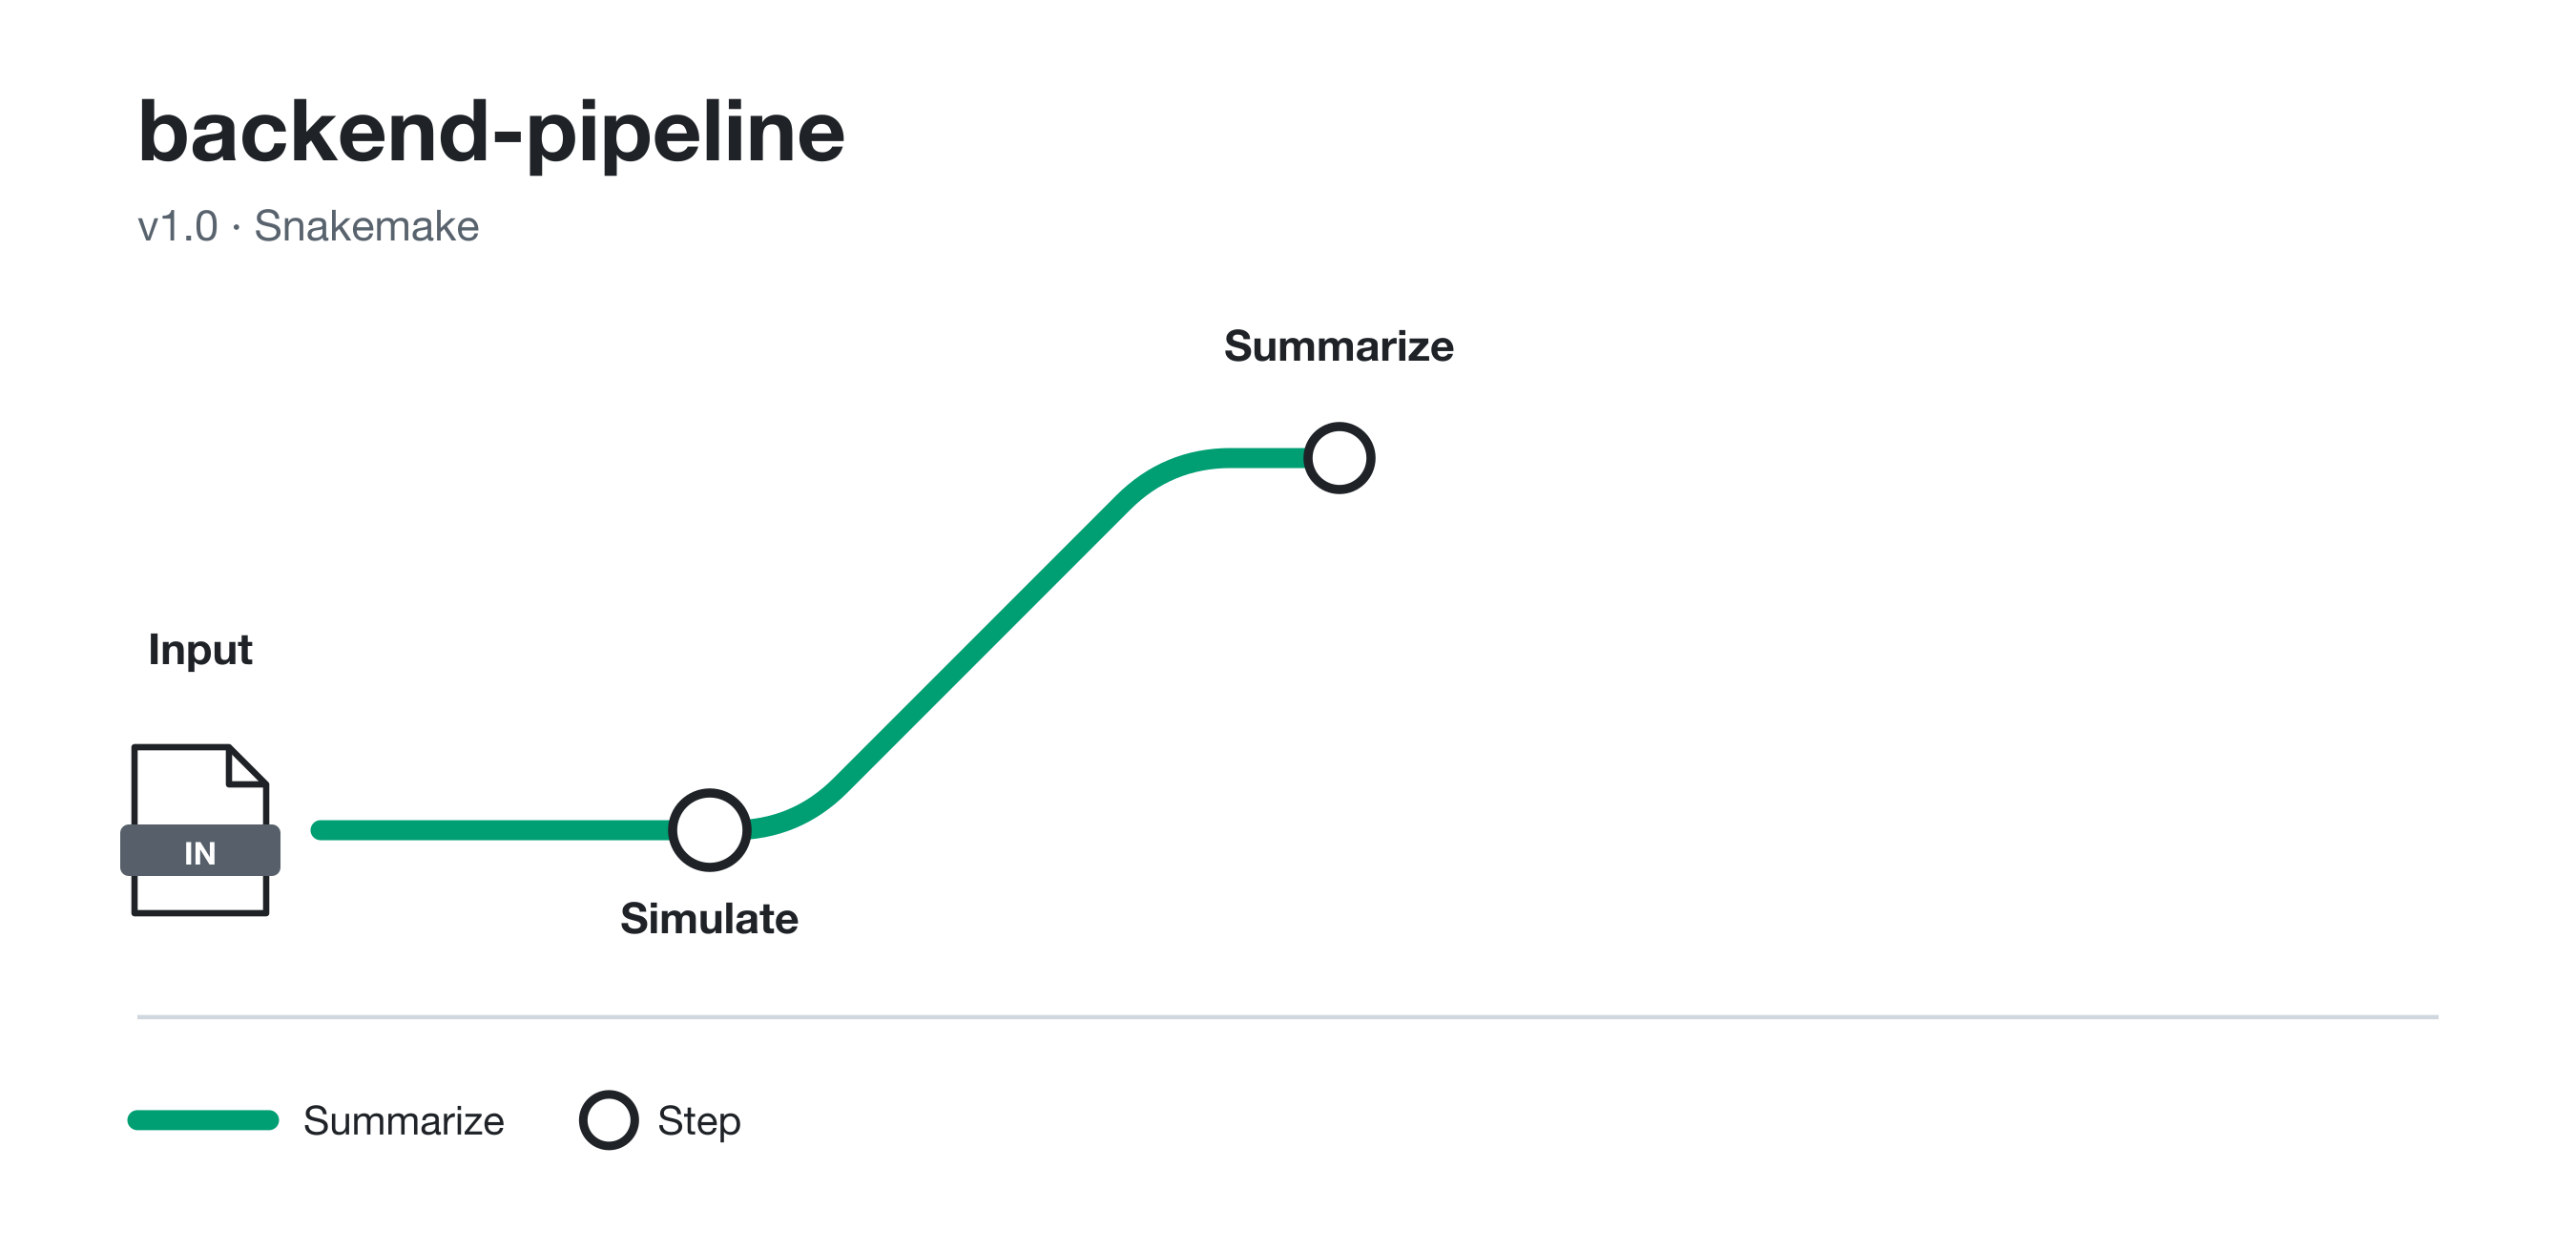 backend-pipeline
v1.0 · Snakemake
Summarize
Input
IN
Simulate
Summarize
Step